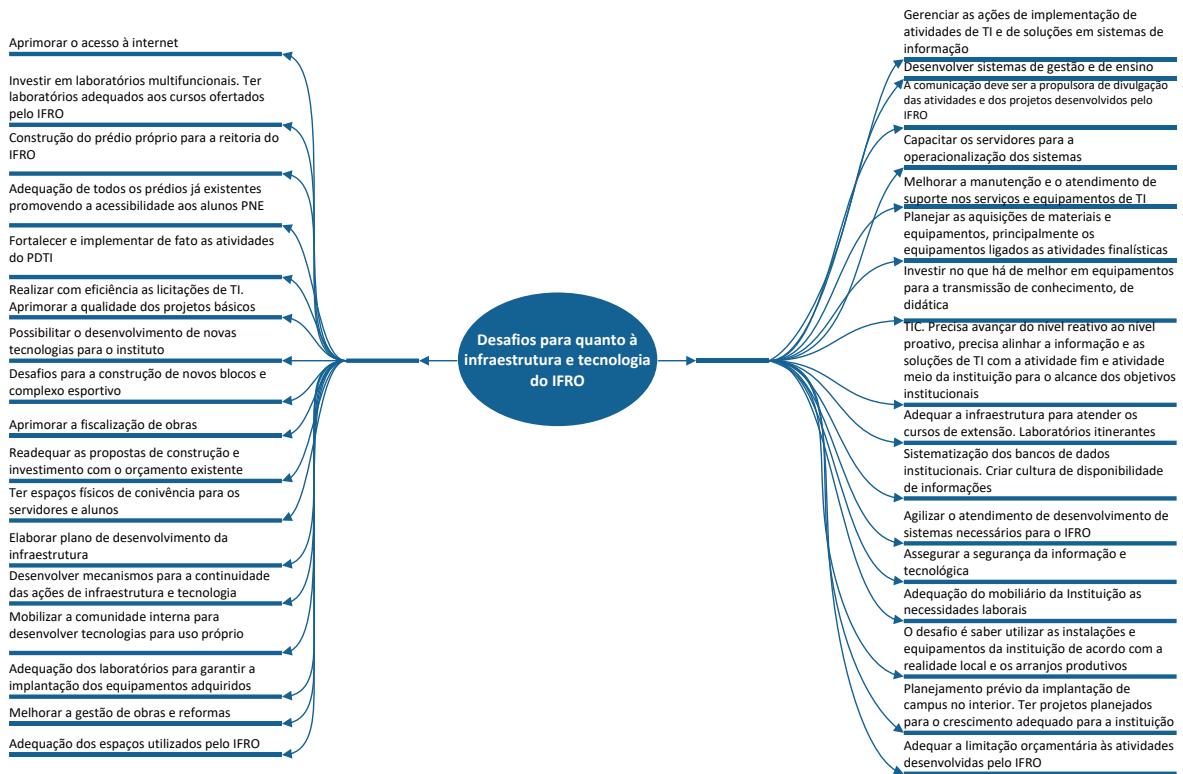 Aprimorar o acesso à internet
Investir em laboratórios multifuncionais. Ter
laboratórios adequados aos cursos ofertados
pelo IFRO
Construção do prédio próprio para a reitoria do
IFRO
Adequação de todos os prédios já existentes
promovendo a acessibilidade aos alunos PNE
Fortalecer e implementar de fato as atividades
do PDTI
Realizar com eficiência as licitações de TI.
Aprimorar a qualidade dos projetos básicos
Possibilitar o desenvolvimento de novas
tecnologias para o instituto
Desafios para a construção de novos blocos e
complexo esportivo
Aprimorar a fiscalização de obras
Readequar as propostas de construção e
investimento com o orçamento existente
Ter espaços físicos de conivência para os
servidores e alunos
Elaborar plano de desenvolvimento da
infraestrutura
Desenvolver mecanismos para a continuidade
das ações de infraestrutura e tecnologia
Mobilizar a comunidade interna para
desenvolver tecnologias para uso próprio
Adequação dos laboratórios para garantir a
implantação dos equipamentos adquiridos
Melhorar a gestão de obras e reformas
Adequação dos espaços utilizados pelo IFRO
Desafios para quanto à
infraestrutura e tecnologia
do IFRO
Gerenciar as ações de implementação de
atividades de TI e de soluções em sistemas de
informação
Desenvolver sistemas de gestão e de ensino
A comunicação deve ser a propulsora de divulgação
das atividades e dos projetos desenvolvidos pelo
IFRO
Capacitar os servidores para a
operacionalização dos sistemas
Melhorar a manutenção e o atendimento de
suporte nos serviços e equipamentos de TI
Planejar as aquisições de materiais e
equipamentos, principalmente os
equipamentos ligados as atividades finalísticas
Investir no que há de melhor em equipamentos
para a transmissão de conhecimento, de
didática
TIC. Precisa avançar do nível reativo ao nível
proativo, precisa alinhar a informação e as
soluções de TI com a atividade fim e atividade
meio da instituição para o alcance dos objetivos
institucionais
Adequar a infraestrutura para atender os
cursos de extensão. Laboratórios itinerantes
Sistematização dos bancos de dados
institucionais. Criar cultura de disponibilidade
de informações
Agilizar o atendimento de desenvolvimento de
sistemas necessários para o IFRO
Assegurar a segurança da informação e
tecnológica
Adequação do mobiliário da Instituição as
necessidades laborais
O desafio é saber utilizar as instalações e
equipamentos da instituição de acordo com a
realidade local e os arranjos produtivos
Planejamento prévio da implantação de
campus no interior. Ter projetos planejados
para o crescimento adequado para a instituição
Adequar a limitação orçamentária às atividades
desenvolvidas pelo IFRO